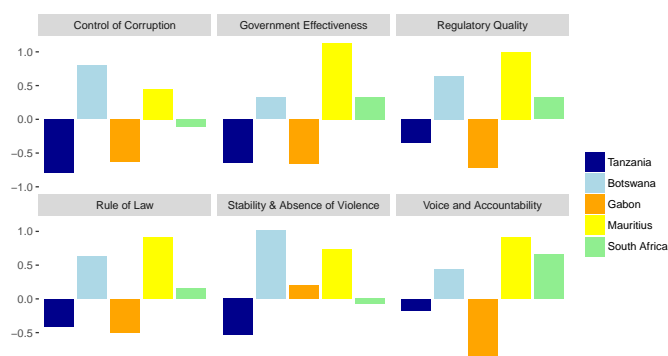 Control of Corruption
Government Effectiveness
Regulatory Quality
1.0
0.5
0.0
−0.5
−1.0
Rule of Law
Stability & Absence of Violence
Voice and Accountability
1.0
0.5
0.0
−0.5
Tanzania
Botswana
Gabon
Mauritius
South Africa